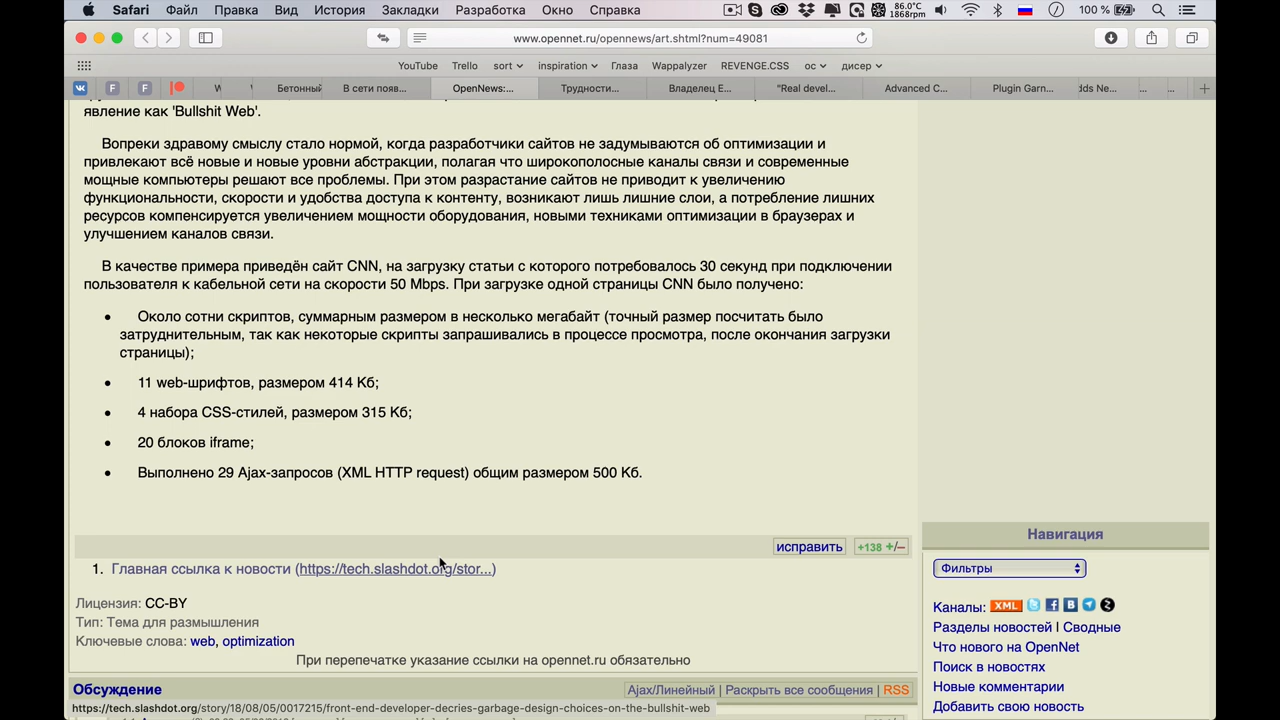 Safari Файл Правка Вид История Закладки Разработка Окно Справка 86.0°C 1868rpm 100 %
www.opennet.ru/opennews/art.shtml?num=49081
YouTube Trello sort inspiration Глаза Wappalyzer REVENGE.CSS ос дисер
Бетонный В сети появ... OpenNews:... Трудности... Владелец Е... "Real devel... Advanced C... Plugin Garn... dds Ne... ... ...
явление как 'Bullshit Web'.
Вопреки здравому смыслу стало нормой, когда разработчики сайтов не задумываются об оптимизации и
привлекают всё новые и новые уровни абстракции, полагая что широкополосные каналы связи и современные
мощные компьютеры решают все проблемы. При этом разрастание сайтов не приводит к увеличению
функциональности, скорости и удобства доступа к контенту, возникают лишь лишние слои, а потребление лишних
ресурсов компенсируется увеличением мощности оборудования, новыми техниками оптимизации в браузерах и
улучшением каналов связи.
В качестве примера приведён сайт CNN, на загрузку статьи с которого потребовалось 30 секунд при подключении
пользователя к кабельной сети на скорости 50 Mbps. При загрузке одной страницы CNN было получено:
• Около сотни скриптов, суммарным размером в несколько мегабайт (точный размер посчитать было
затруднительным, так как некоторые скрипты запрашивались в процессе просмотра, после окончания загрузки
страницы);
• 11 web-шрифтов, размером 414 Кб;
• 4 набора CSS-стилей, размером 315 Кб;
• 20 блоков iframe;
• Выполнено 29 Ajax-запросов (XML HTTP request) общим размером 500 Кб.
исправить +138 +/–
1. Главная ссылка к новости (https://tech.slashdot.org/stor...)
Лицензия: CC-BY
Тип: Тема для размышления
Ключевые слова: web, optimization
При перепечатке указание ссылки на opennet.ru обязательно
Обсуждение Ajax/Линейный | Раскрыть все сообщения | RSS
https://tech.slashdot.org/story/18/08/05/0017215/front-end-developer-decries-garbage-design-choices-on-the-bullshit-web
Навигация
Фильтры
Каналы: XML
Разделы новостей | Сводные
Что нового на OpenNet
Поиск в новостях
Новые комментарии
Добавить свою новость